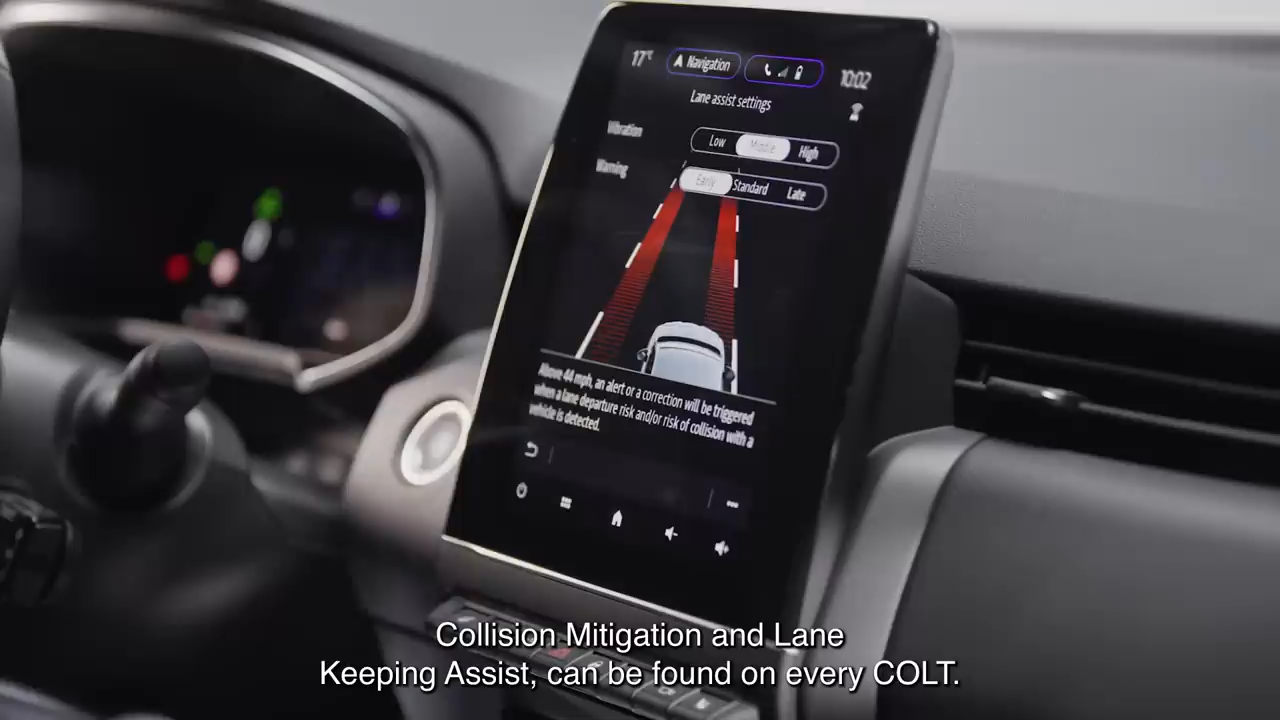 17°C
Navigation
10:02
Lane assist settings
Vibration
Low Middle High
Warning
Early Standard Late
Above 44 mph, an alert or a correction will be triggered
when a lane departure risk and/or risk of collision with a
vehicle is detected.
Collision Mitigation and Lane
Keeping Assist, can be found on every COLT.